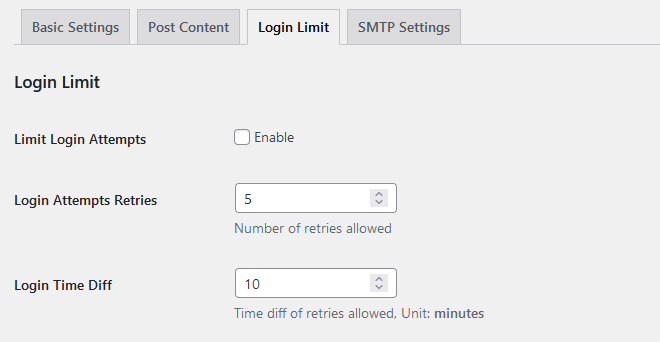 Basic Settings Post Content Login Limit SMTP Settings
Login Limit
Limit Login Attempts Enable
Login Attempts Retries 5
Number of retries allowed
Login Time Diff 10
Time diff of retries allowed, Unit: minutes